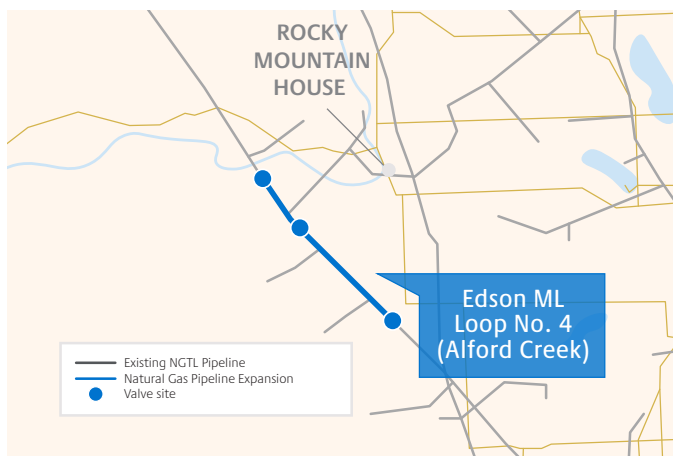 ROCKY
MOUNTAIN
HOUSE
Edson ML
Loop No. 4
(Alford Creek)
Existing NGTL Pipeline
Natural Gas Pipeline Expansion
Valve site